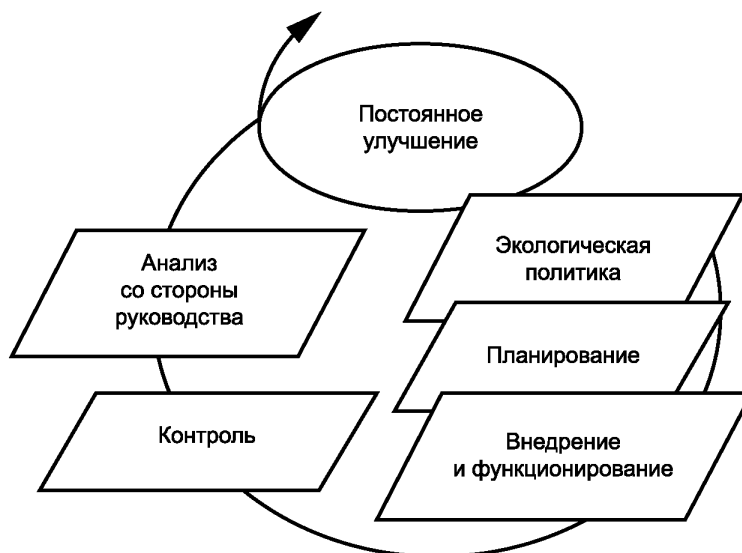 Постоянное
улучшение
Экологическая
политика
Планирование
Внедрение
и функционирование
Контроль
Анализ
со стороны
руководства